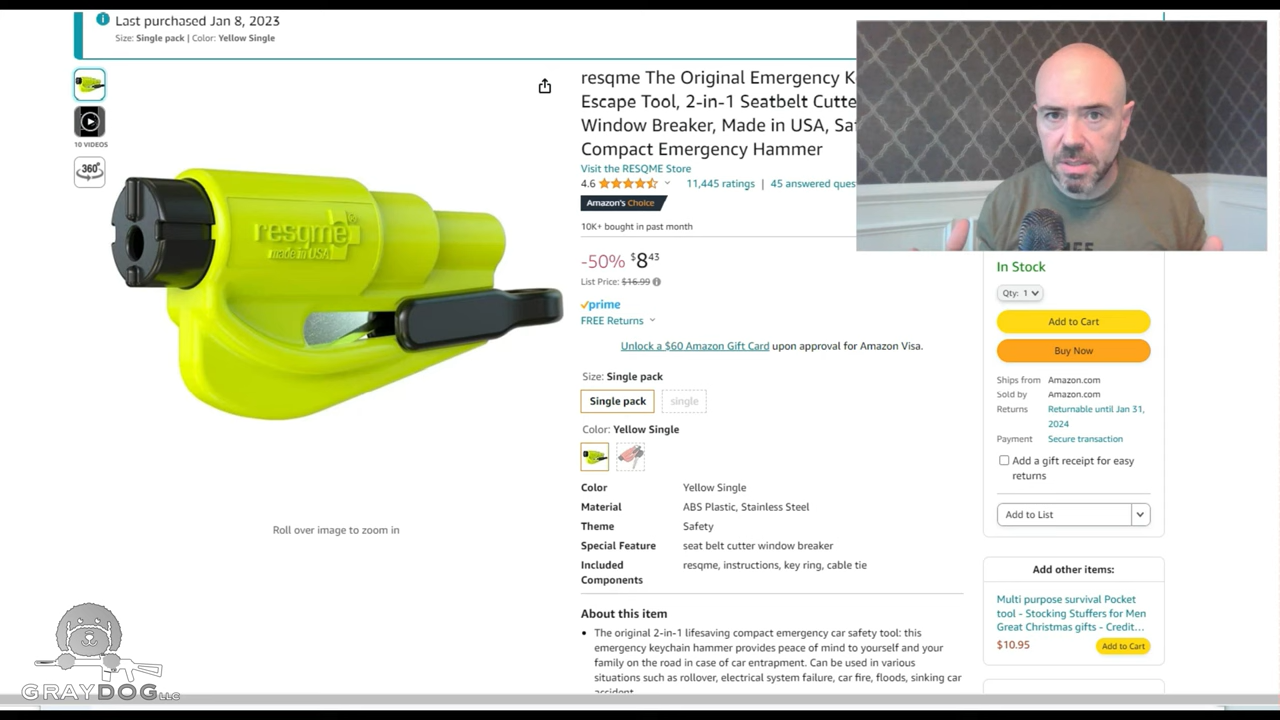 Last purchased Jan 8, 2023
Size: Single pack | Color: Yellow Single
10 VIDEOS
360°
resqme
made in USA
resqme The Original Emergency
Escape Tool, 2-in-1 Seatbelt Cutte
Window Breaker, Made in USA,
Compact Emergency Hammer
Visit the RESQME Store
4.6
11,445 ratings | 45 answered ques
Amazon's Choice
10K+ bought in past month
-50% $8 43
List Price: $16.99
prime
FREE Returns
Unlock a $60 Amazon Gift Card upon approval for Amazon Visa.
Size: Single pack
Single pack single
Color: Yellow Single
Color Yellow Single
Material ABS Plastic, Stainless Steel
Theme Safety
Special Feature seat belt cutter window breaker
Included resqme, instructions, key ring, cable tie
Components
About this item
• The original 2-in-1 lifesaving compact emergency car safety tool: this
emergency keychain hammer provides peace of mind to yourself and your
family on the road in case of car entrapment. Can be used in various
situations such as rollover, electrical system failure, car fire, floods, sinking car
accident
Roll over image to zoom in
In Stock
Qty: 1
Add to Cart
Buy Now
Ships from Amazon.com
Sold by Amazon.com
Returns Returnable until Jan 31,
2024
Payment Secure transaction
Add a gift receipt for easy
returns
Add to List
Add other items:
Multi purpose survival Pocket
tool - Stocking Stuffers for Men
Great Christmas gifts - Credit...
$10.95 Add to Cart
GRAYDOG LLC